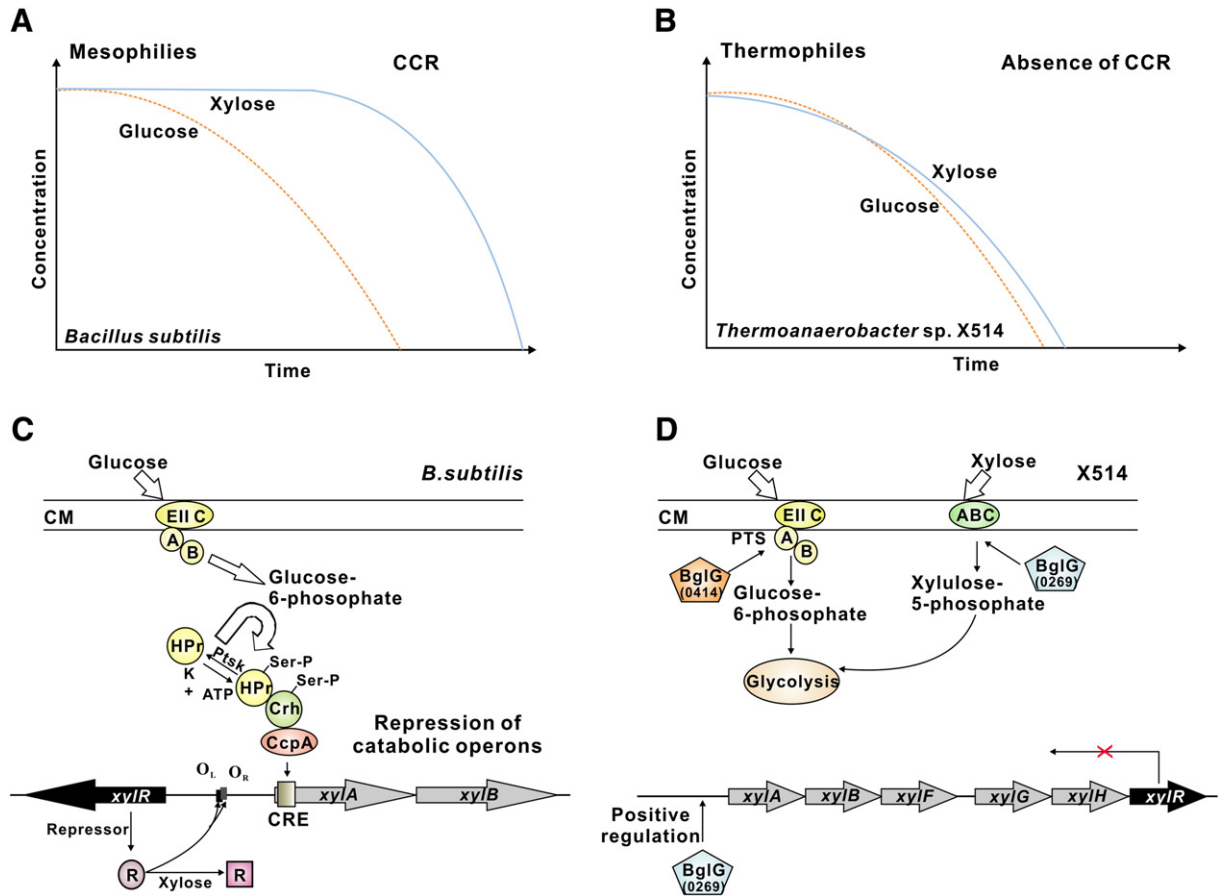 A
Mesophilies
CCR
Xylose
Glucose
Concentration
Bacillus subtilis
Time
B
Thermophiles
Absence of CCR
Xylose
Glucose
Concentration
Thermoanaerobacter sp. X514
Time
C
Glucose
B.subtilis
CM
EII C
A
B
Glucose-
6-phosophate
HPr
Ptsk
Ser-P
K
+
ATP
HPr
Ser-P
Crh
CcpA
Repression of
catabolic operons
OL
OR
xylR
xylA
xylB
CRE
Repressor
R
Xylose
R
D
Glucose
Xylose
X514
CM
EII C
ABC
PTS
A
B
BglG
(0414)
BglG
(0269)
Glucose-
6-phosphate
Xylulose-
5-phosphate
Glycolysis
xylA
xylB
xylF
xylG
xylH
xylR
Positive
regulation
BglG
(0269)